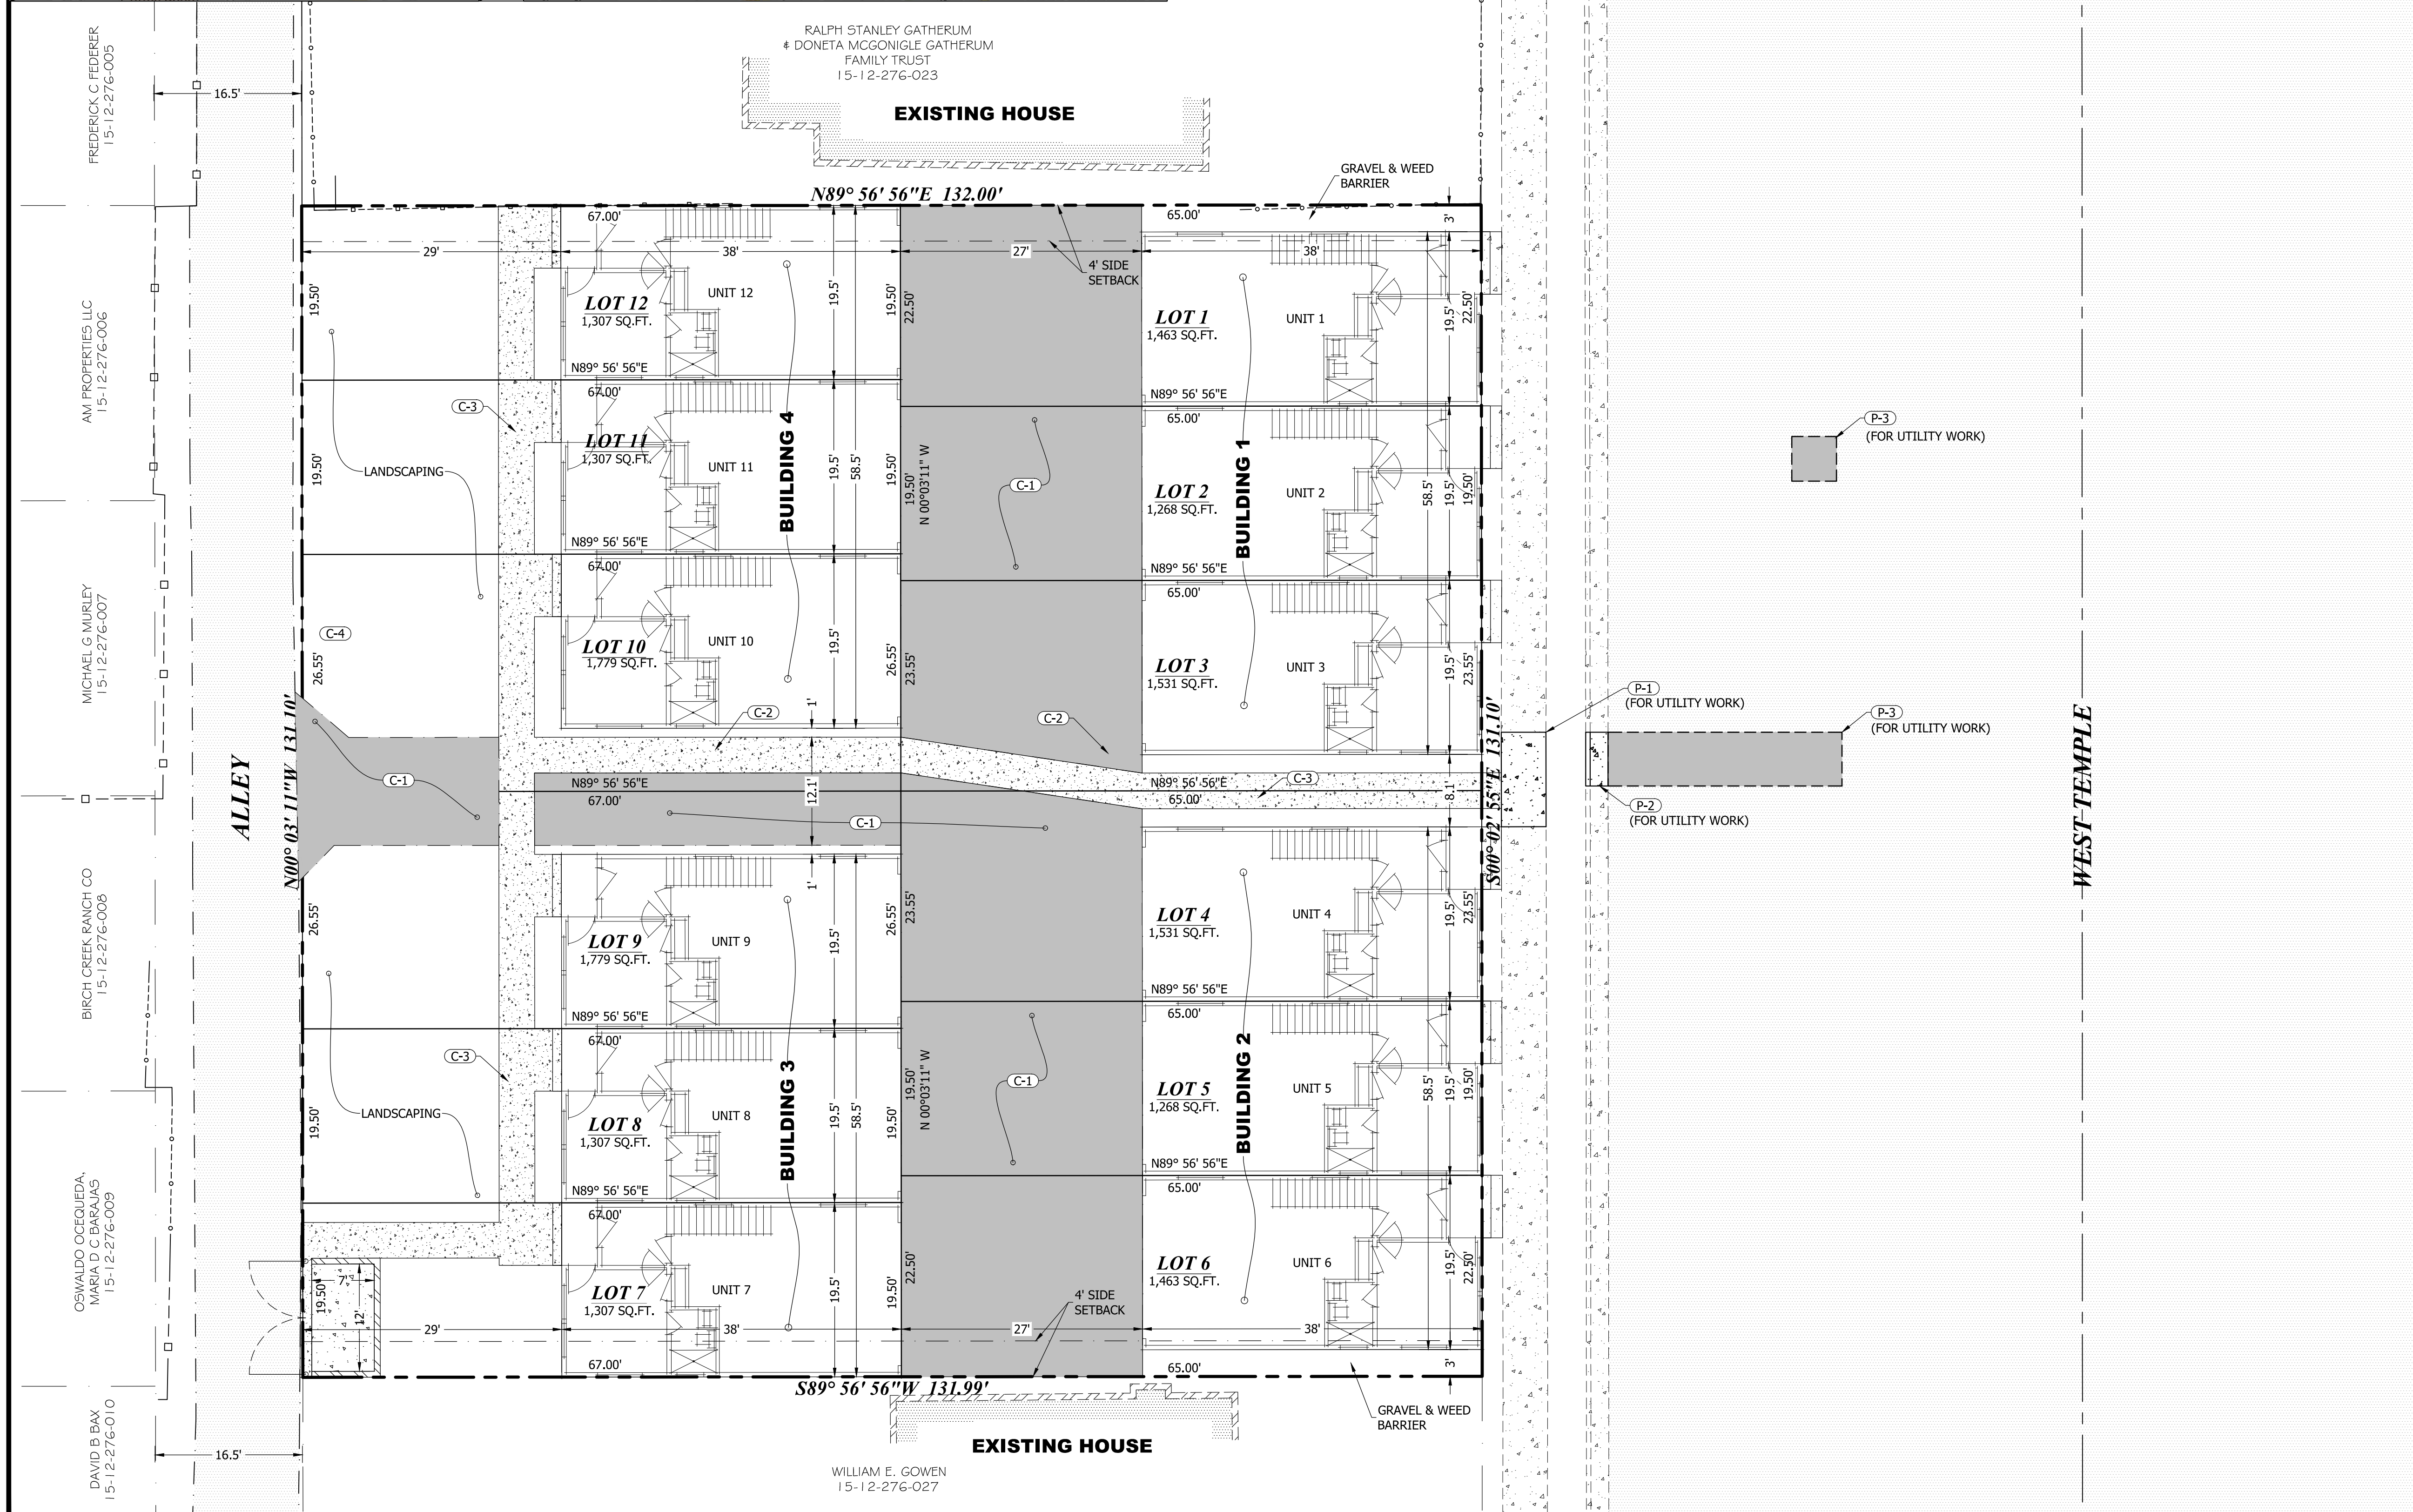 RALPH STANLEY GATHERUM
& DONETA MCGONIGLE GATHERUM
FAMILY TRUST
15-12-276-023
EXISTING HOUSE
FREDERICK C FEDERER
15-12-276-005
16.5'
GRAVEL & WEED
BARRIER
N89° 56' 56"E 132.00'
67.00'
65.00'
3'
29'
38'
27'
38'
4' SIDE
SETBACK
AM PROPERTIES LLC
15-12-276-006
19.50'
LOT 12
1,307 SQ.FT.
UNIT 12
19.5'
19.50'
22.50'
LOT 1
1,463 SQ.FT.
UNIT 1
19.5'
22.50'
N89° 56' 56"E
67.00'
N89° 56' 56"E
65.00'
C-3
LANDSCAPING
19.50'
LOT 11
1,307 SQ.FT.
UNIT 11
BUILDING 4
19.5'
58.5'
19.50'
19.50'
N 00°03'11" W
C-1
LOT 2
1,268 SQ.FT.
BUILDING 1
UNIT 2
58.5'
19.5'
19.50'
P-3
(FOR UTILITY WORK)
N89° 56' 56"E
67.00'
N89° 56' 56"E
65.00'
MICHAEL G MURLEY
15-12-276-007
C-4
26.55'
LOT 10
1,779 SQ.FT.
UNIT 10
19.5'
26.55'
23.55'
LOT 3
1,531 SQ.FT.
UNIT 3
19.5'
23.55'
1'
C-2
C-2
P-1
(FOR UTILITY WORK)
P-3
(FOR UTILITY WORK)
ALLEY
N00° 03' 11"W 131.10'
C-1
N89° 56' 56"E
67.00'
12.1'
C-1
N89° 56' 56"E
65.00'
C-3
8.1'
S00° 02' 55"E 131.10'
P-2
(FOR UTILITY WORK)
WEST TEMPLE
BIRCH CREEK RANCH CO
15-12-276-008
1'
26.55'
LOT 9
1,779 SQ.FT.
UNIT 9
19.5'
26.55'
23.55'
LOT 4
1,531 SQ.FT.
UNIT 4
19.5'
23.55'
N89° 56' 56"E
67.00'
N89° 56' 56"E
65.00'
C-3
LANDSCAPING
19.50'
LOT 8
1,307 SQ.FT.
UNIT 8
BUILDING 3
19.5'
58.5'
19.50'
19.50'
N 00°03'11" W
C-1
LOT 5
1,268 SQ.FT.
BUILDING 2
UNIT 5
58.5'
19.5'
19.50'
N89° 56' 56"E
67.00'
N89° 56' 56"E
65.00'
OSWALDO OCEQUEDA,
MARIA D C BARAJAS
15-12-276-009
7'
19.50'
12'
LOT 7
1,307 SQ.FT.
UNIT 7
19.5'
19.50'
22.50'
LOT 6
1,463 SQ.FT.
UNIT 6
19.5'
22.50'
4' SIDE
SETBACK
29'
38'
27'
38'
67.00'
65.00'
3'
S89° 56' 56"W 131.99'
GRAVEL & WEED
BARRIER
EXISTING HOUSE
WILLIAM E. GOWEN
15-12-276-027
DAVID B BAX
15-12-276-010
16.5'